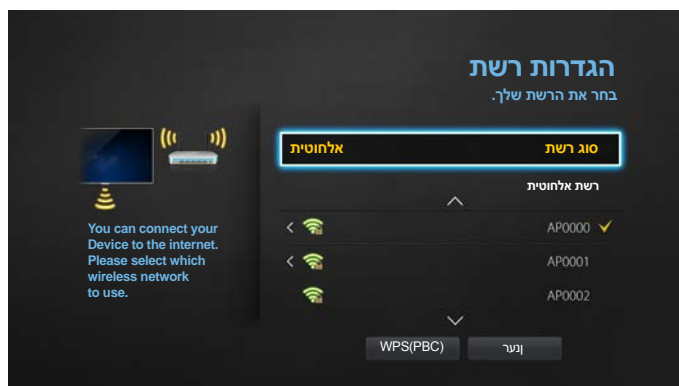 הגדרות רשת
בחר את הרשת שלך.
סוג רשת אלחוטית
רשת אלחוטית
AP0000
AP0001
AP0002
You can connect your
Device to the internet.
Please select which
wireless network
to use.
רענן WPS(PBC)